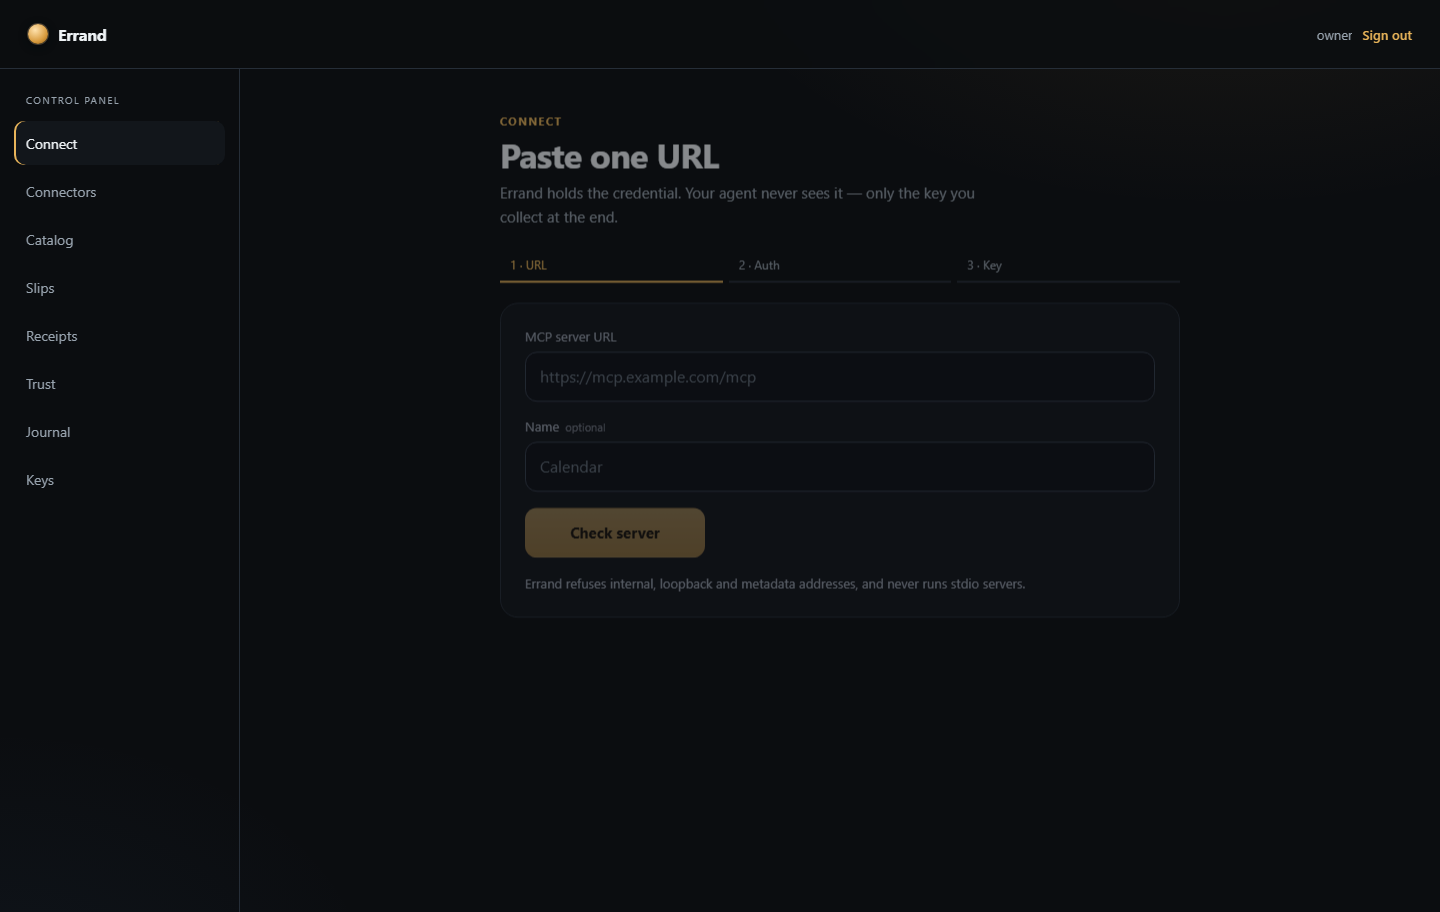 Errand
owner Sign out
CONTROL PANEL
Connect
Connectors
Catalog
Slips
Receipts
Trust
Journal
Keys
CONNECT
Paste one URL
Errand holds the credential. Your agent never sees it — only the key you
collect at the end.
1 · URL
2 · Auth
3 · Key
MCP server URL
https://mcp.example.com/mcp
Name optional
Calendar
Check server
Errand refuses internal, loopback and metadata addresses, and never runs stdio servers.